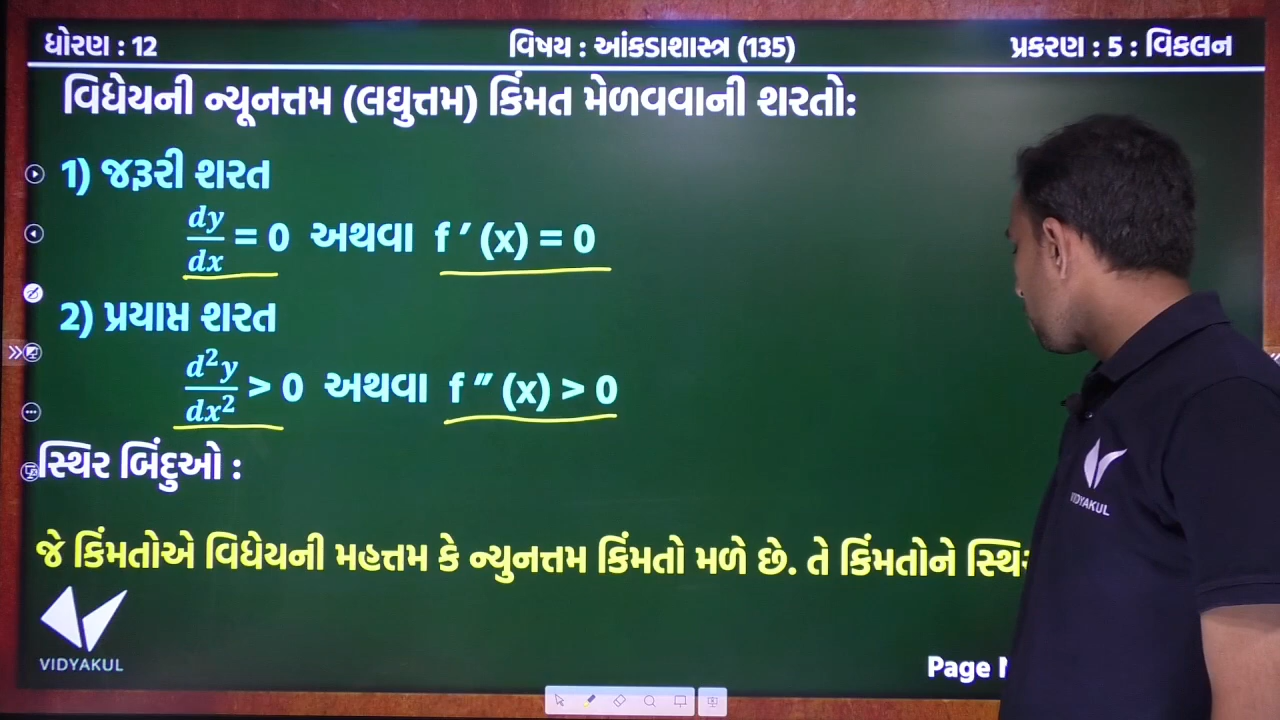 ધોરણ : 12 વિષય : આંકડાશાસ્ત્ર (135) પ્રકરણ : 5 : વિકલન
વિધેયની ન્યૂનત્તમ (લઘુત્તમ) કિંમત મેળવવાની શરતો:
1) જરૂરી શરત
dy/dx = 0 અથવા f ′ (x) = 0
2) પ્રયાપ્ત શરત
d²y/dx² > 0 અથવા f ″ (x) > 0
સ્થિર બિંદુઓ :
જે કિંમતોએ વિધેયની મહત્તમ કે ન્યુનત્તમ કિંમતો મળે છે. તે કિંમતોને
VIDYAKUL
Page
VIDYAKUL